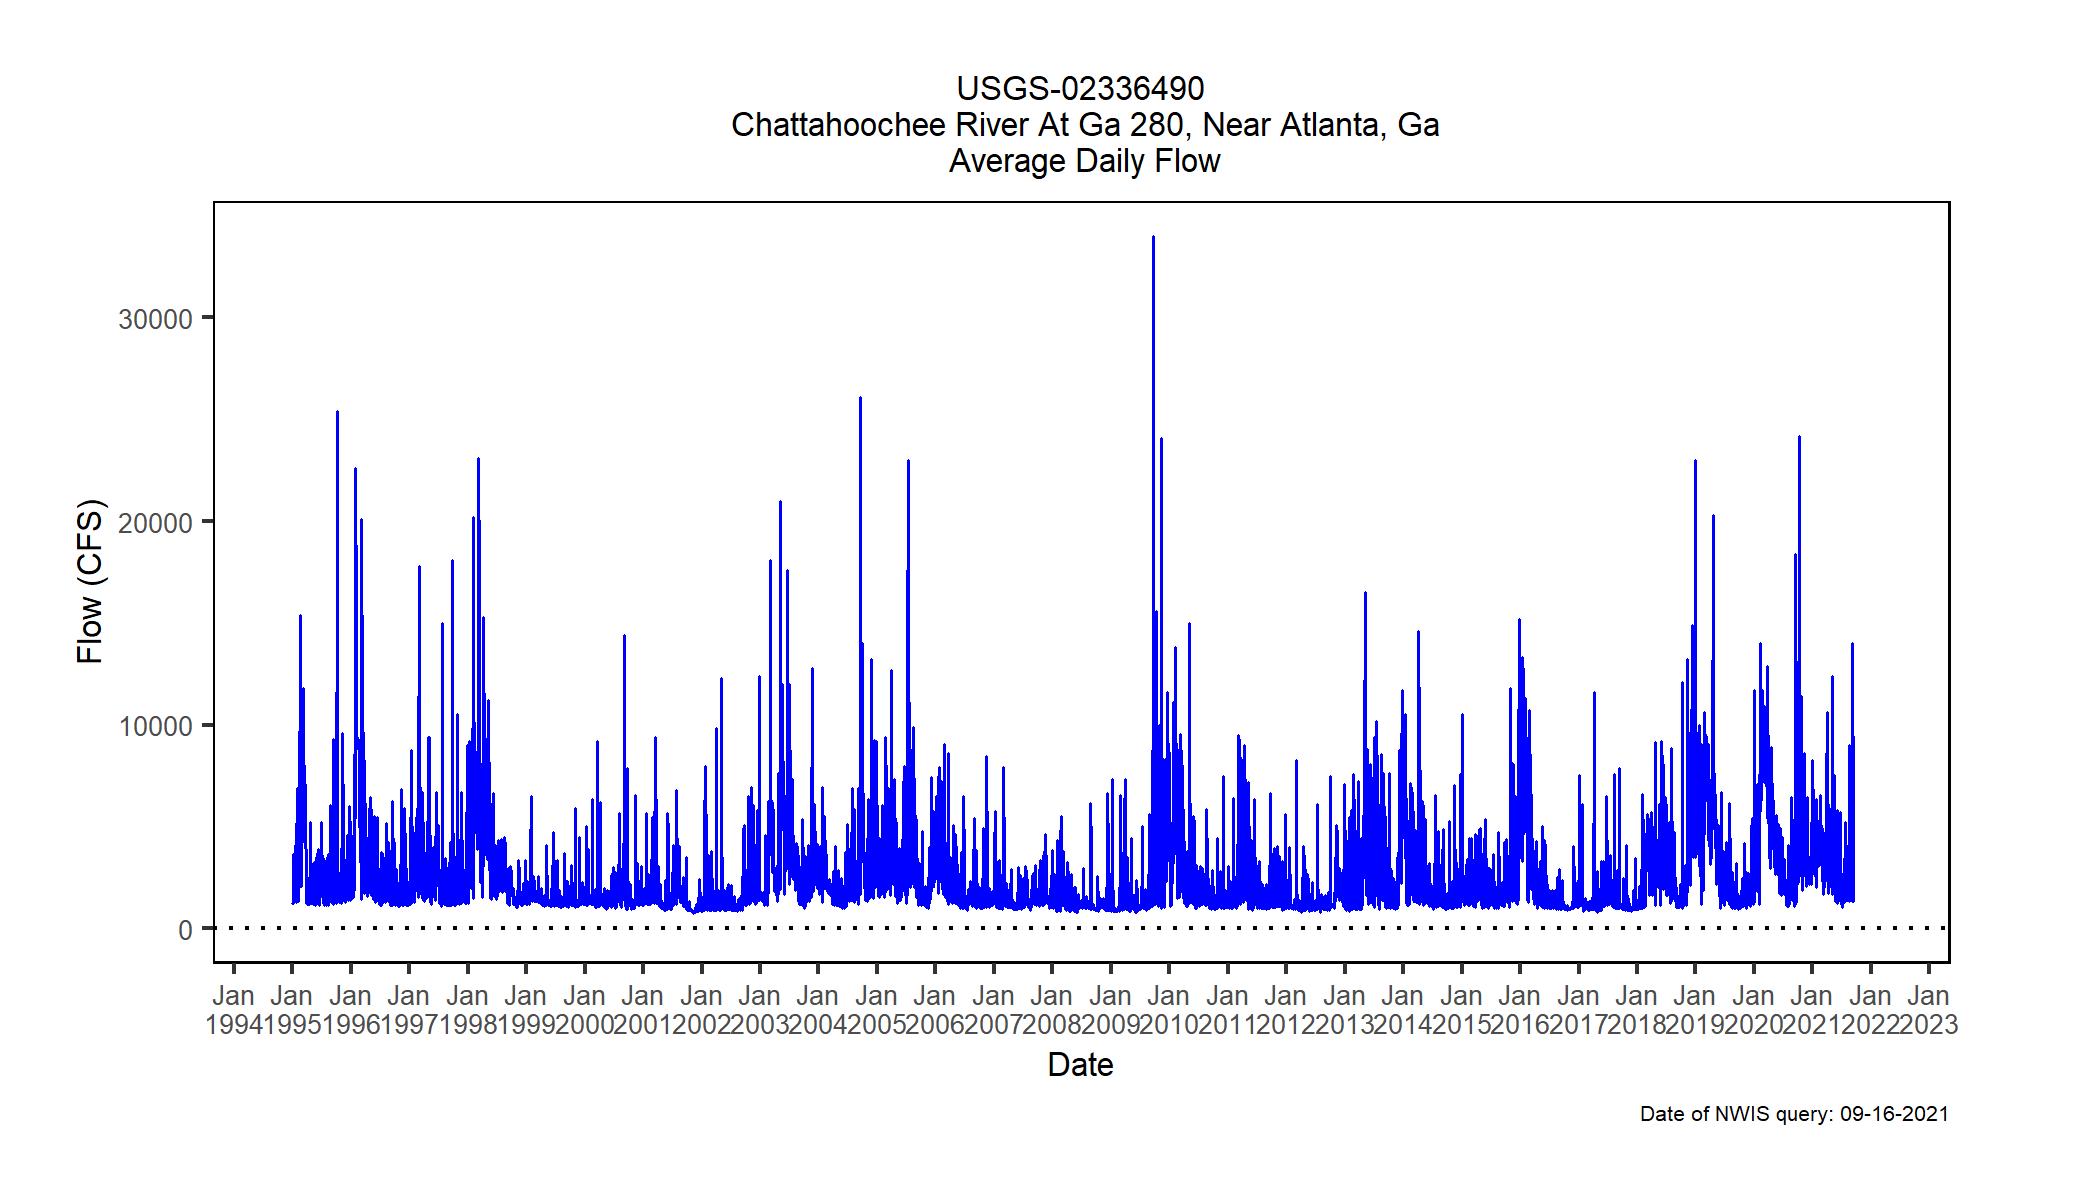 USGS-02336490
Chattahoochee River At Ga 280, Near Atlanta, Ga
Average Daily Flow
Flow (CFS)
30000
20000
10000
0
Jan Jan Jan Jan Jan Jan Jan Jan Jan Jan Jan Jan Jan Jan Jan Jan Jan Jan Jan Jan Jan Jan Jan Jan Jan Jan Jan Jan Jan Jan
1994 1995 1996 1997 1998 1999 2000 2001 2002 2003 2004 2005 2006 2007 2008 2009 2010 2011 2012 2013 2014 2015 2016 2017 2018 2019 2020 2021 2022 2023
Date
Date of NWIS query: 09-16-2021